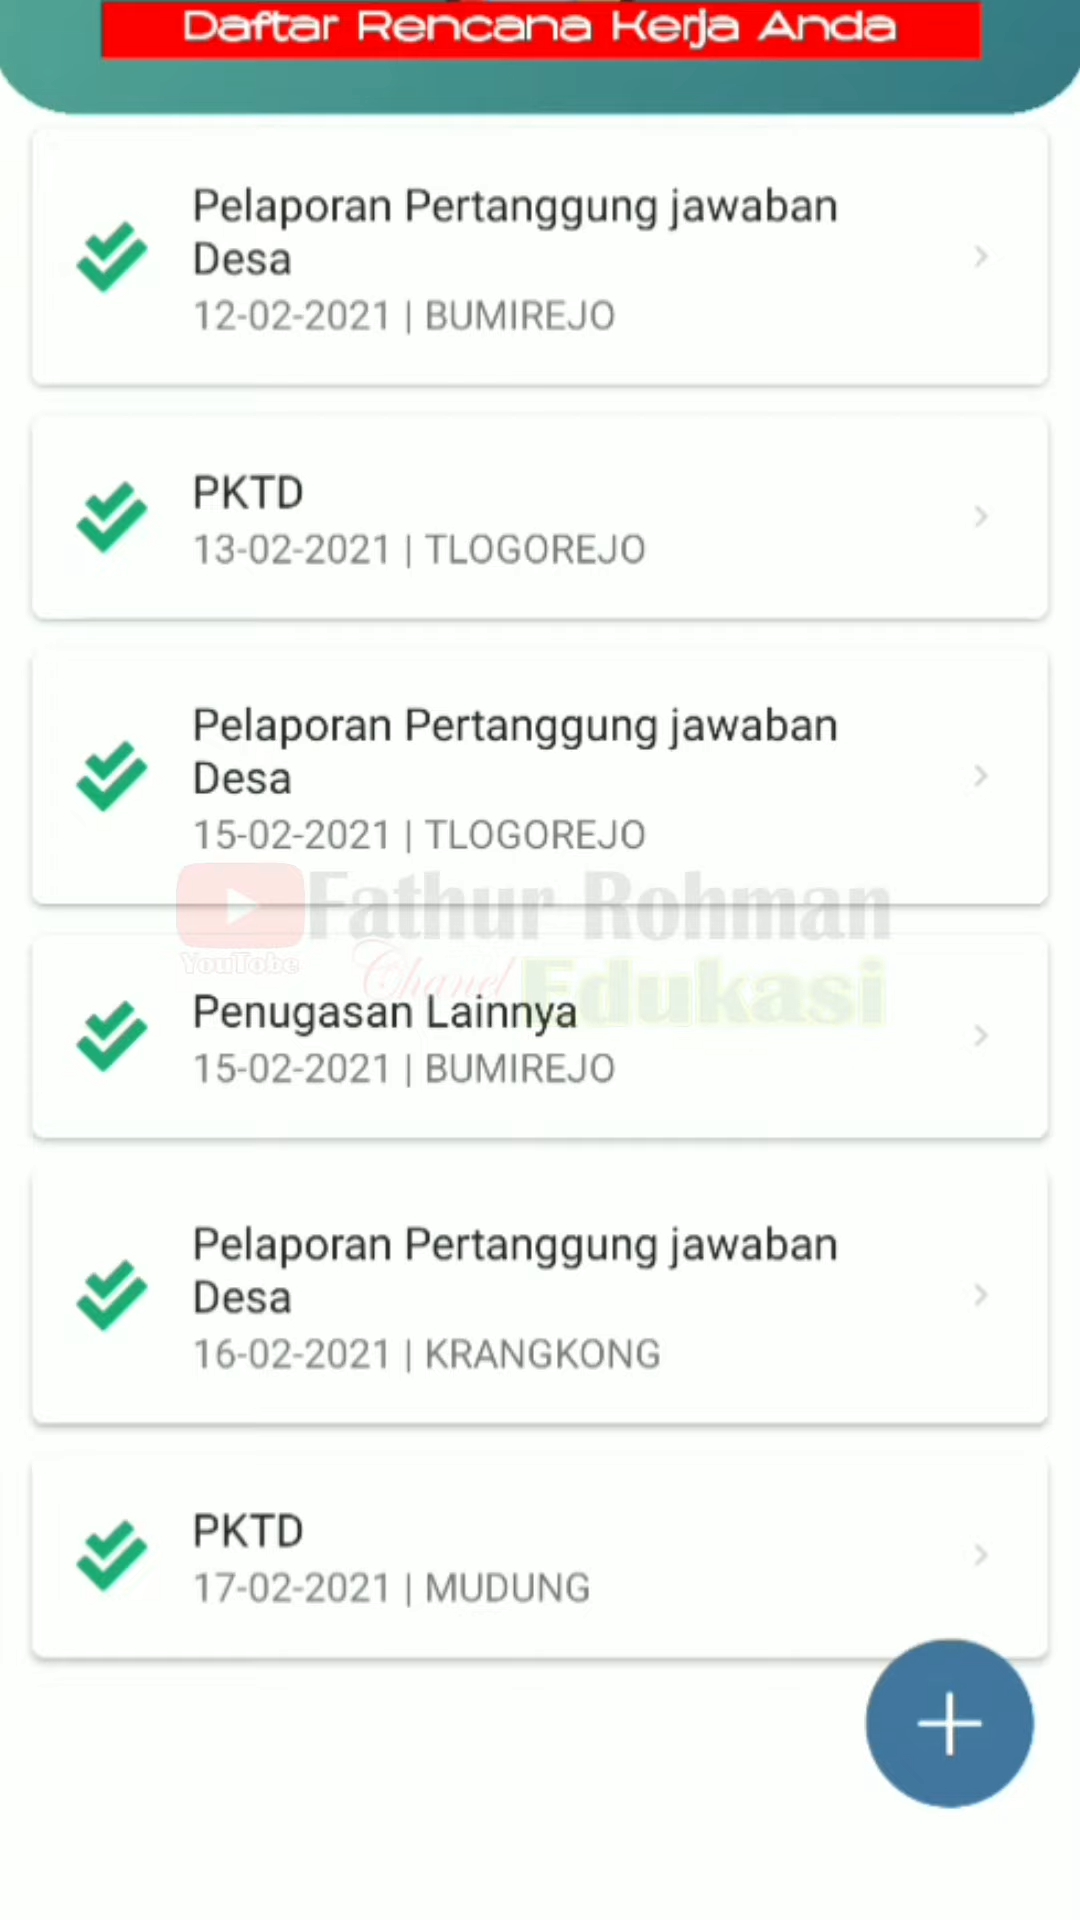 Daftar Rencana Kerja Anda
Pelaporan Pertanggung jawaban
Desa
12-02-2021 | BUMIREJO
PKTD
13-02-2021 | TLOGOREJO
Pelaporan Pertanggung jawaban
Desa
15-02-2021 | TLOGOREJO
Fathur Rohman
YouTobe
Chanel Edukasi
Penugasan Lainnya
15-02-2021 | BUMIREJO
Pelaporan Pertanggung jawaban
Desa
16-02-2021 | KRANGKONG
PKTD
17-02-2021 | MUDUNG